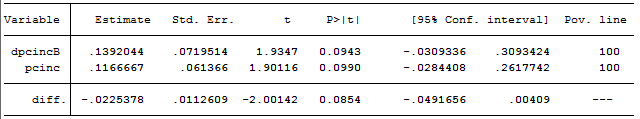 Variable Estimate Std. Err. t P>|t| [95% Conf. interval] Pov. line
dpcincB .1392044 .0719514 1.9347 0.0943 -.0309336 .3093424 100
pcinc .1166667 .061366 1.90116 0.0990 -.0284408 .2617742 100
diff. -.0225378 .0112609 -2.00142 0.0854 -.0491656 .00409 ---